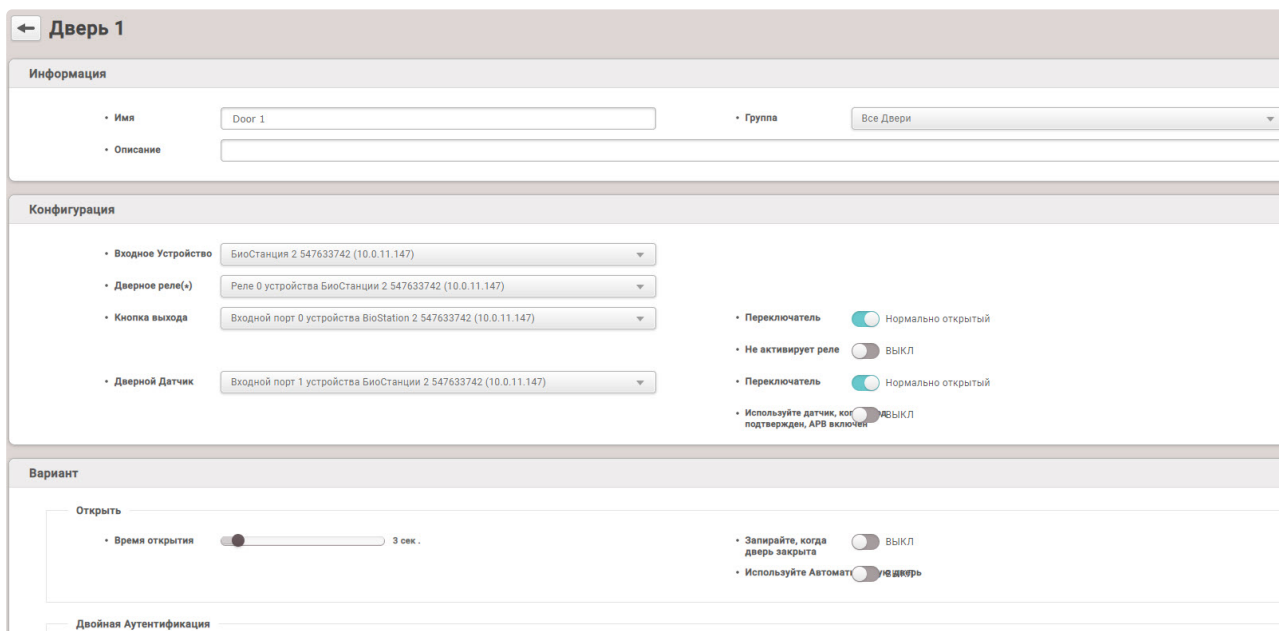 Дверь 1
Информация
• Имя Door 1 • Группа Все Двери
• Описание
Конфигурация
• Входное Устройство БиоСтанция 2 547633742 (10.0.11.147)
• Дверное реле(*) Реле 0 устройства БиоСтанции 2 547633742 (10.0.11.147)
• Кнопка выхода Входной порт 0 устройства BioStation 2 547633742 (10.0.11.147) • Переключатель Нормально открытый
• Не активирует реле ВЫКЛ
• Дверной Датчик Входной порт 1 устройства БиоСтанции 2 547633742 (10.0.11.147) • Переключатель Нормально открытый
• Используйте датчик, ВЫКЛ
подтвержден, APB включен
Вариант
Открыть
• Время открытия 3 сек . • Запирайте, когда ВЫКЛ
дверь закрыта
• Используйте дверь
Двойная Аутентификация